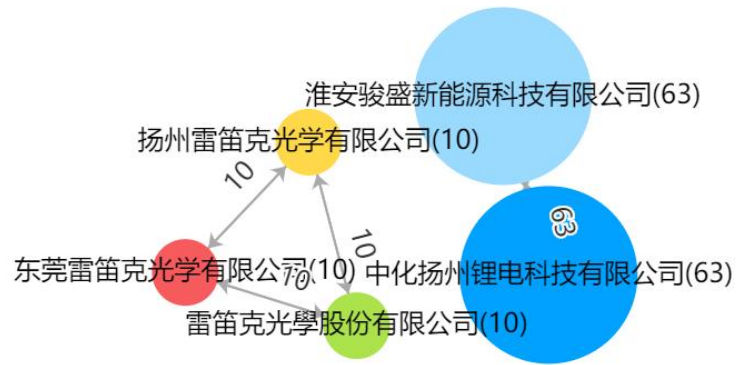 淮安骏盛新能源科技有限公司(63)
扬州雷笛克光学有限公司(10)
10
63
10
东莞雷笛克光学有限公司(10)
10
中化扬州锂电科技有限公司(63)
雷笛克光學股份有限公司(10)